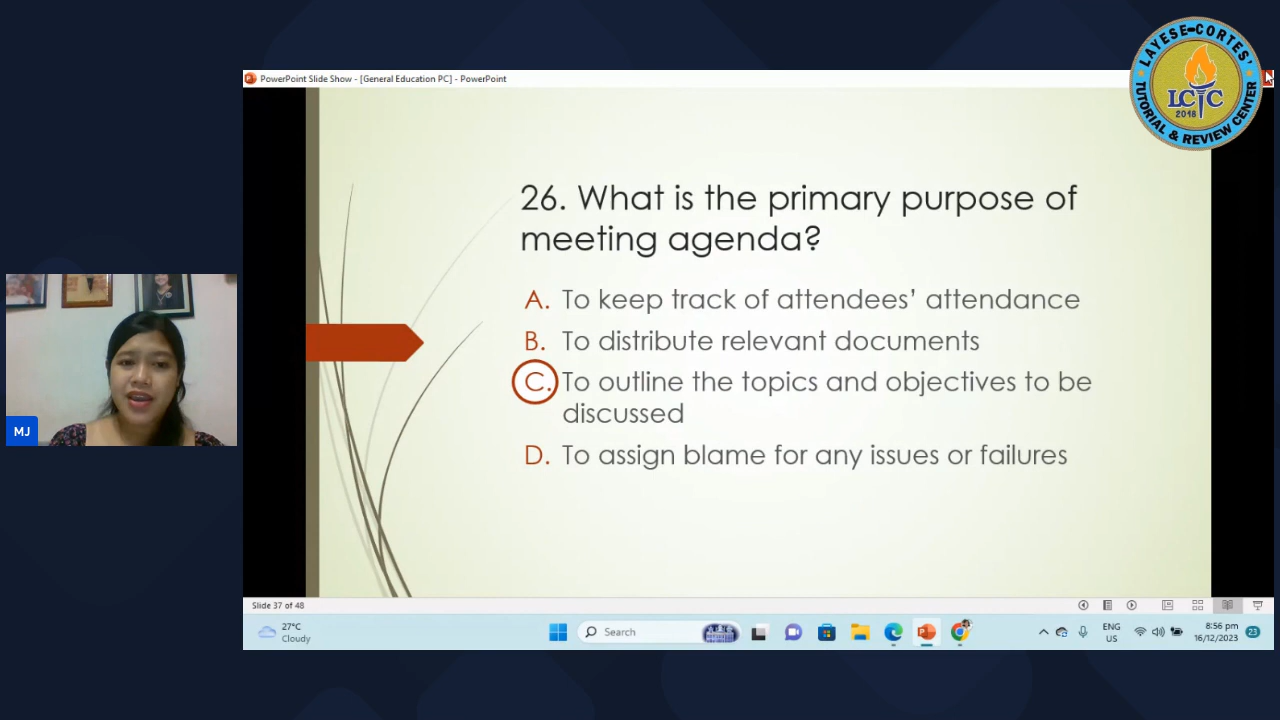 PowerPoint Slide Show - [General Education PC] - PowerPoint
LAYESE-CORTES'
LCTC
2018
TUTORIAL & REVIEW CENTER
26. What is the primary purpose of
meeting agenda?
A. To keep track of attendees' attendance
B. To distribute relevant documents
C. To outline the topics and objectives to be
discussed
D. To assign blame for any issues or failures
MJ
Slide 37 of 48
27°C
Cloudy
Search
ENG
US
8:56 pm
16/12/2023
23